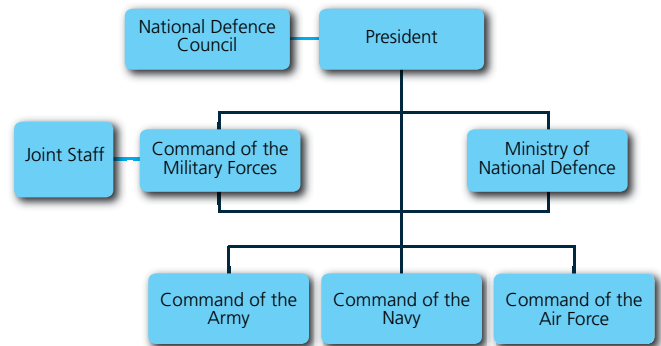 National Defence
Council
President
Joint Staff
Command of the
Military Forces
Ministry of
National Defence
Command of the
Army
Command of the
Navy
Command of the
Air Force